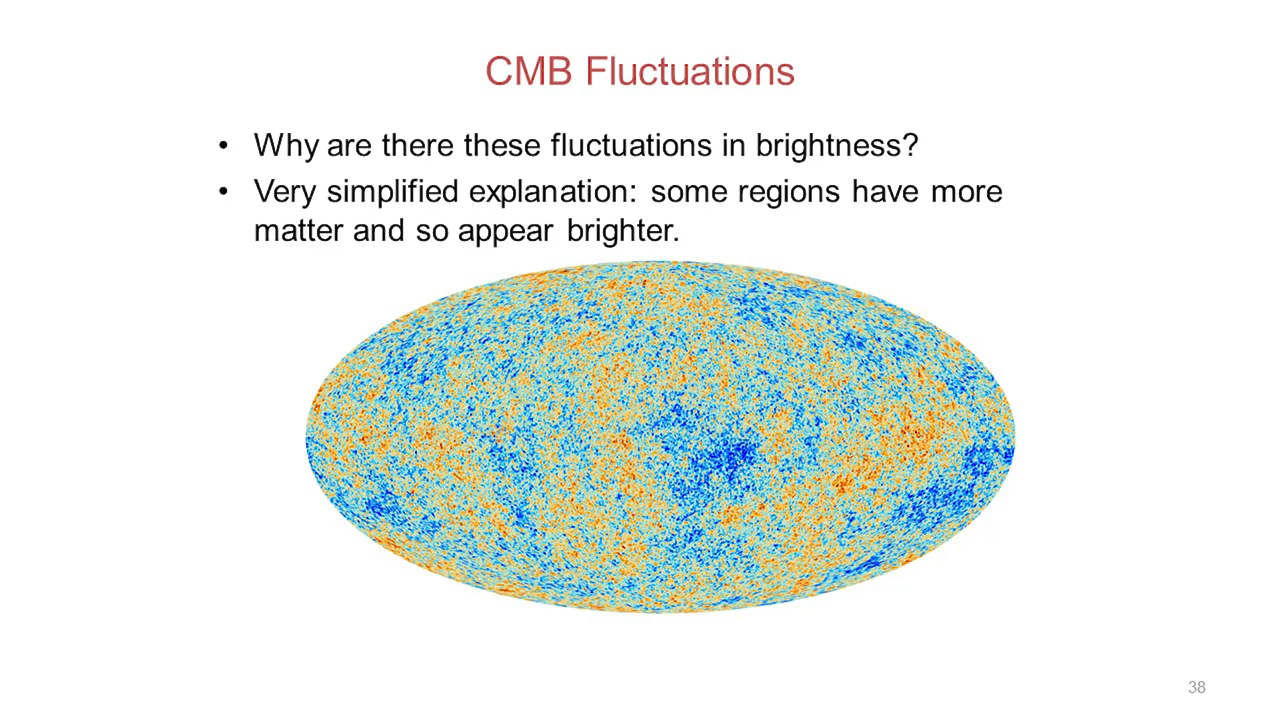 CMB Fluctuations
• Why are there these fluctuations in brightness?
• Very simplified explanation: some regions have more
matter and so appear brighter.
38